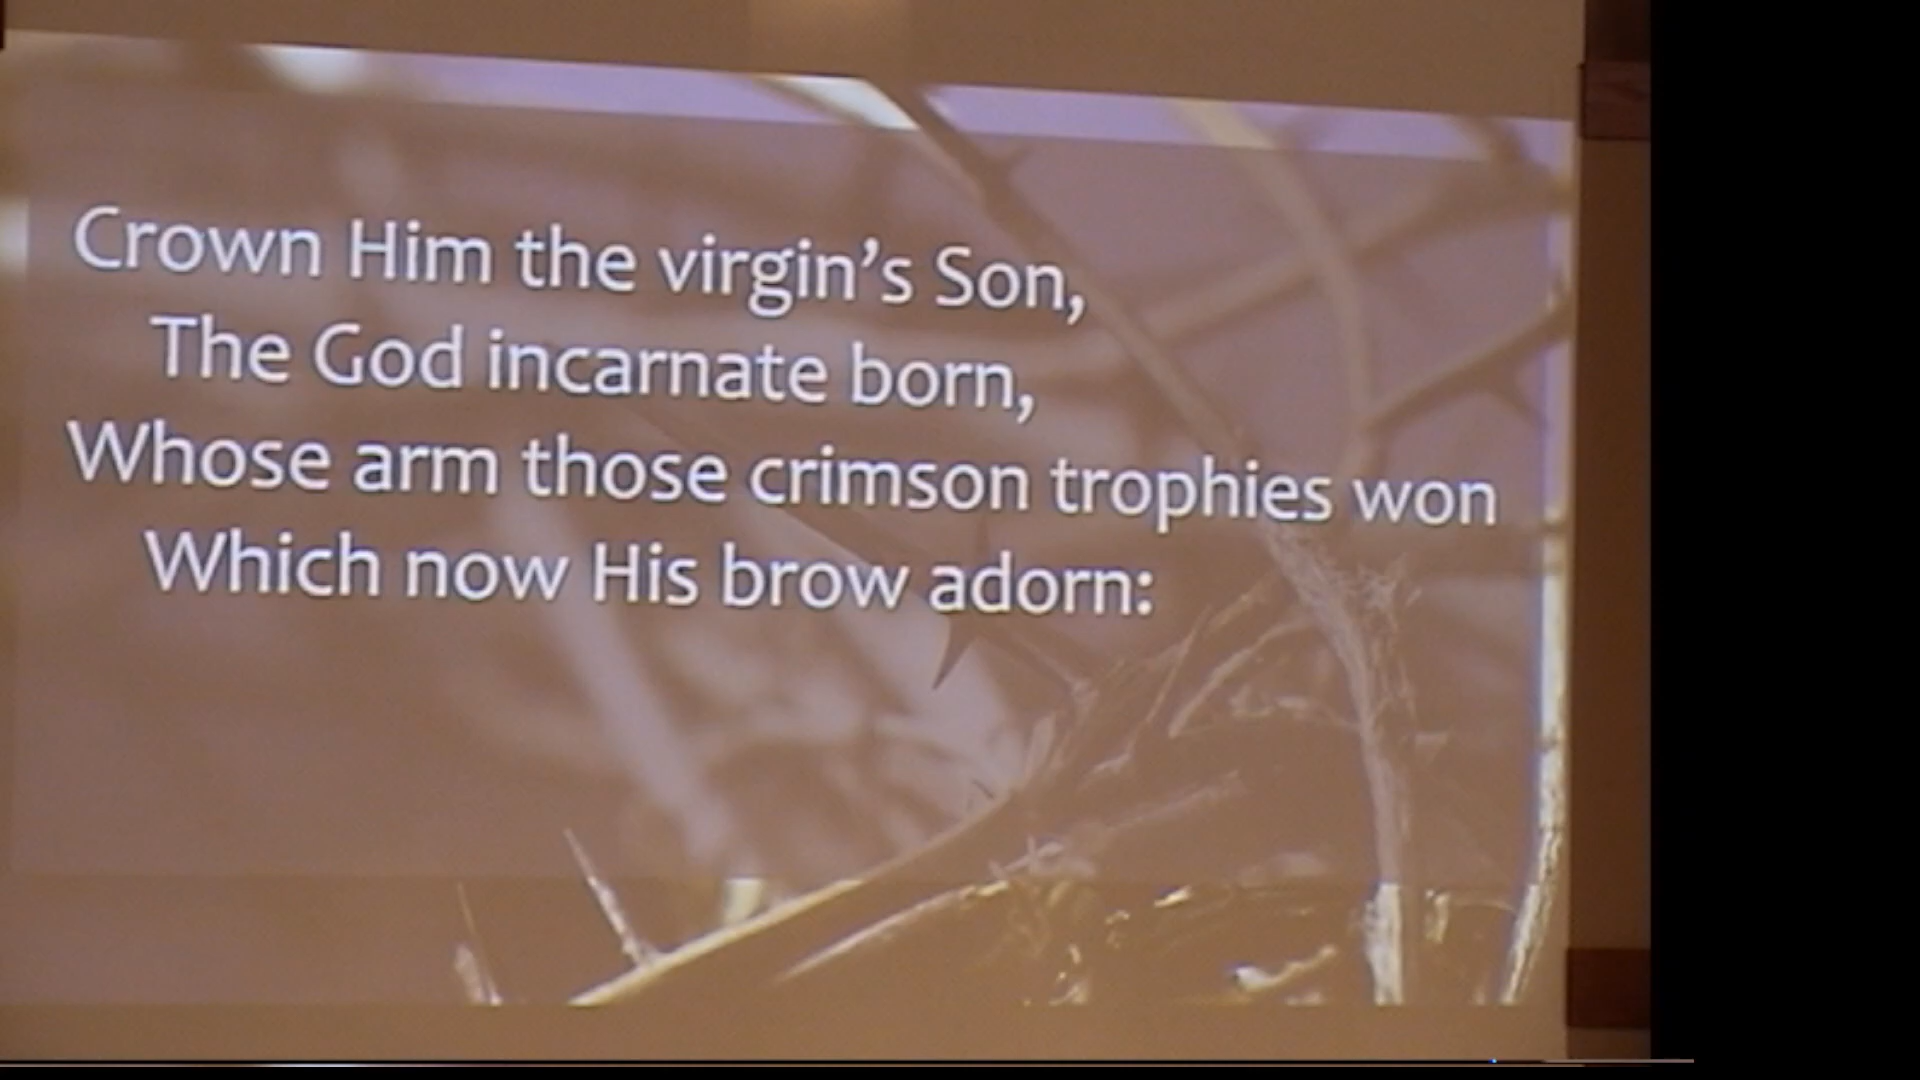 Crown Him the virgin’s Son,
The God incarnate born,
Whose arm those crimson trophies won
Which now His brow adorn: